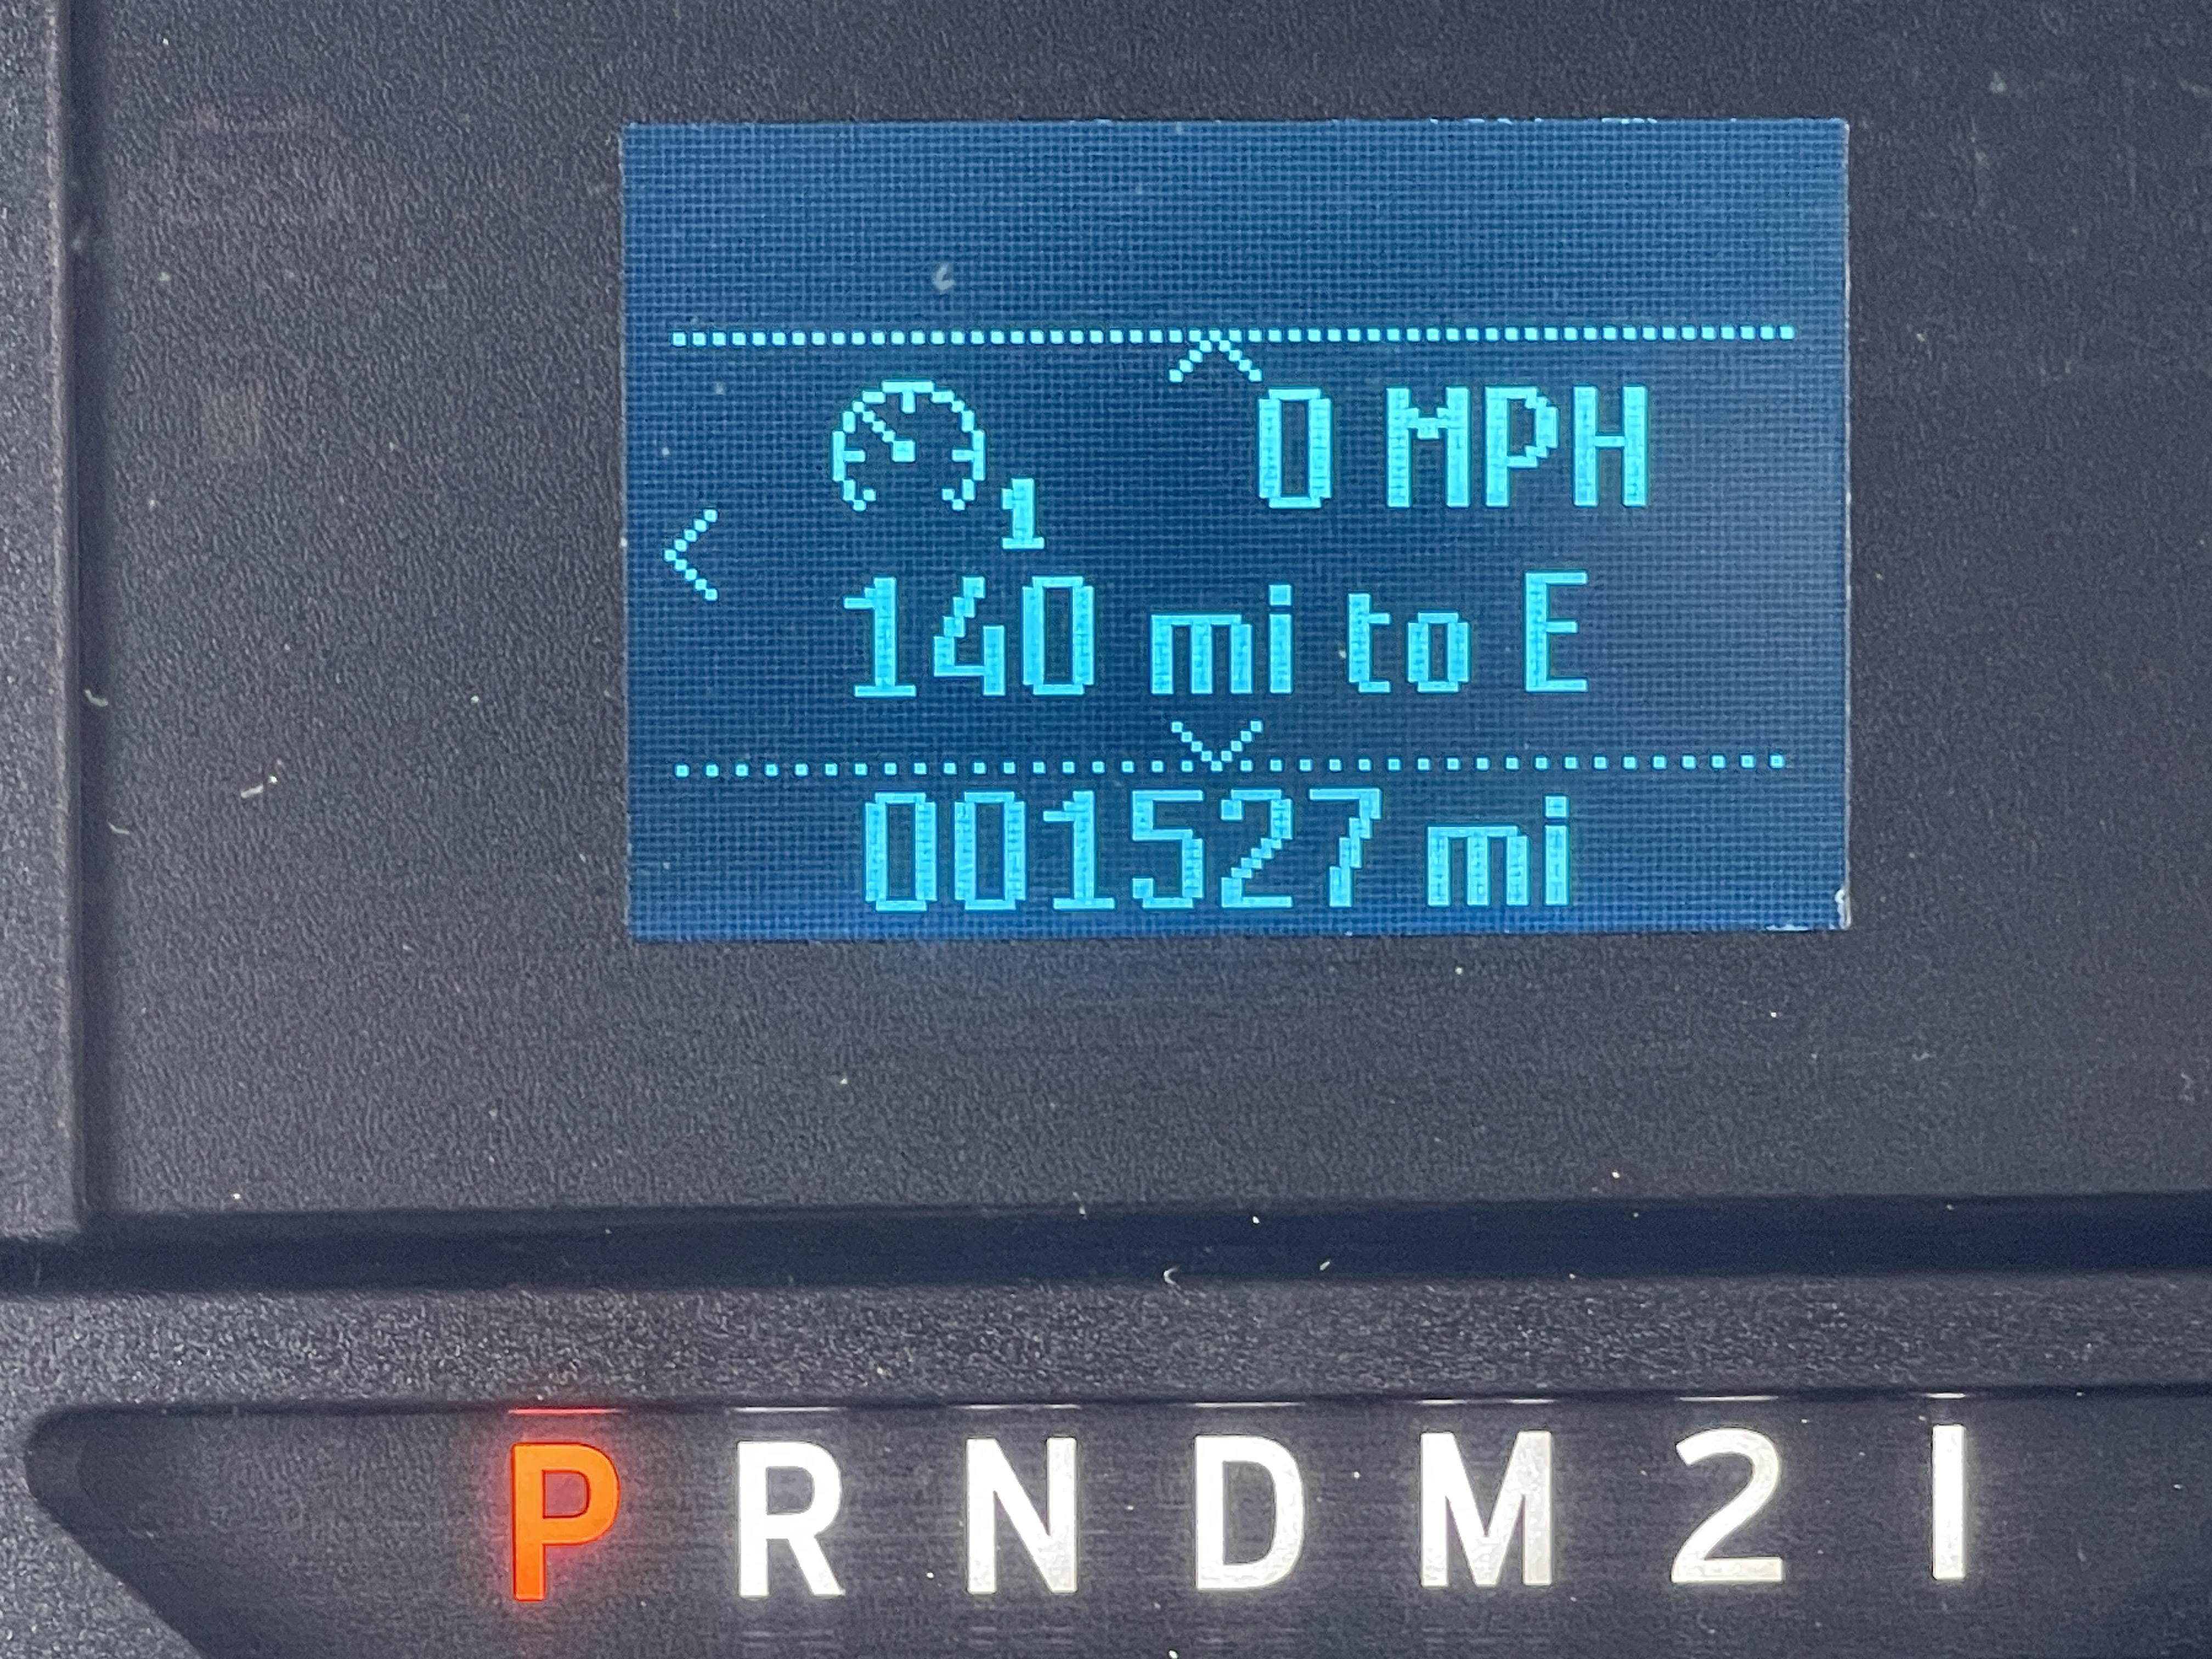 0 MPH
1
140 mi to E
001527 mi
P R N D M 2 1